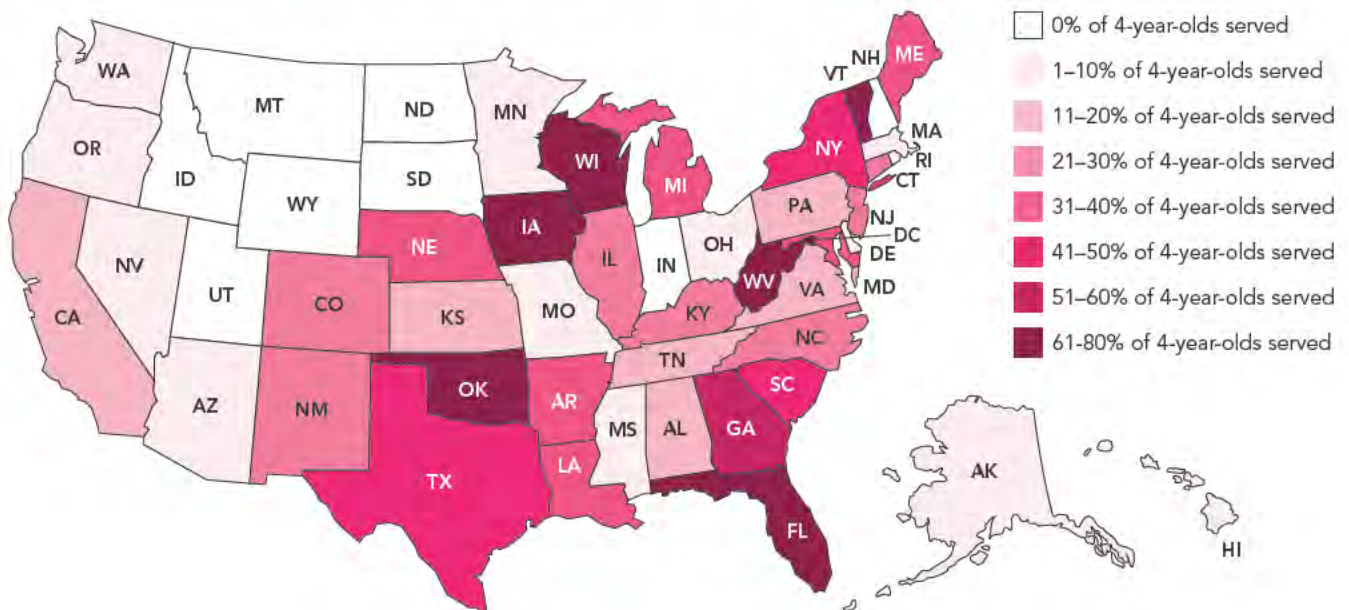 WA
OR
CA
NV
ID
MT
WY
UT
AZ
CO
NM
ND
SD
NE
KS
OK
TX
MN
IA
MO
AR
LA
WI
IL
MI
IN
OH
KY
TN
MS
AL
GA
FL
SC
NC
VA
WV
PA
NY
VT
NH
ME
MA
RI
CT
NJ
DC
DE
MD
AK
HI
0% of 4-year-olds served
1–10% of 4-year-olds served
11–20% of 4-year-olds served
21–30% of 4-year-olds served
31–40% of 4-year-olds served
41–50% of 4-year-olds served
51–60% of 4-year-olds served
61-80% of 4-year-olds served